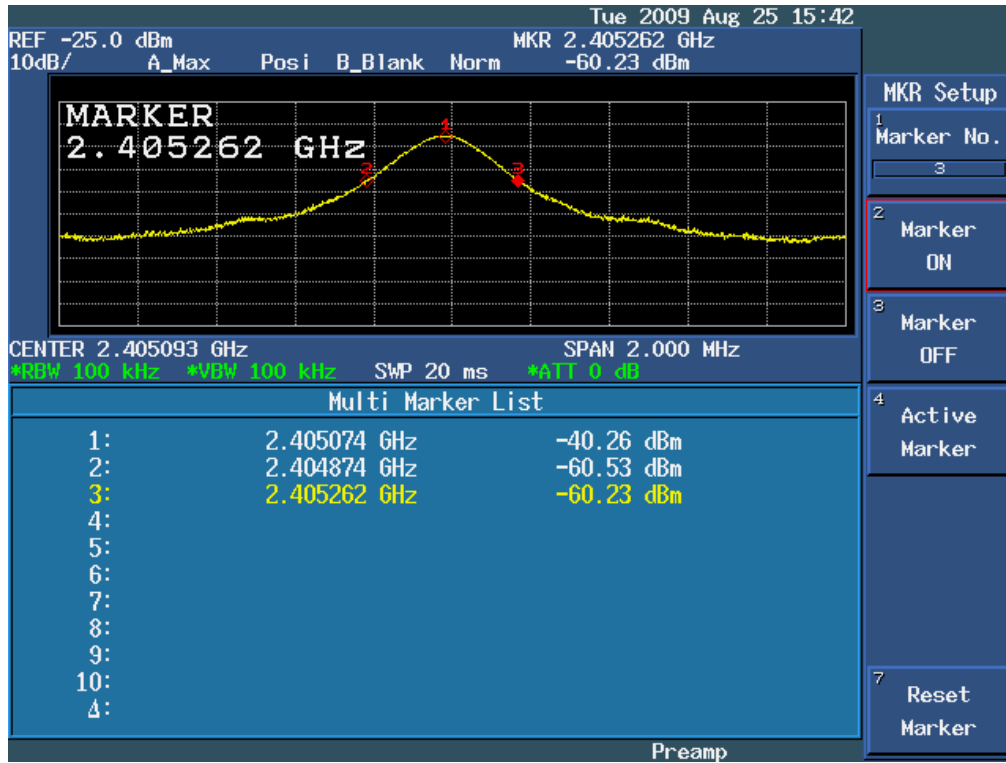 Tue 2009 Aug 25 15:42
REF -25.0 dBm MKR 2.405262 GHz
10dB/ A_Max Posi B_Blank Norm -60.23 dBm
MARKER
2.405262 GHz
1
2
3
CENTER 2.405093 GHz SPAN 2.000 MHz
*RBW 100 kHz *VBW 100 kHz SWP 20 ms *ATT 0 dB
Multi Marker List
1: 2.405074 GHz -40.26 dBm
2: 2.404874 GHz -60.53 dBm
3: 2.405262 GHz -60.23 dBm
4:
5:
6:
7:
8:
9:
10:
Δ:
Preamp
MKR Setup
1
Marker No.
3
2
Marker
ON
3
Marker
OFF
4
Active
Marker
7
Reset
Marker